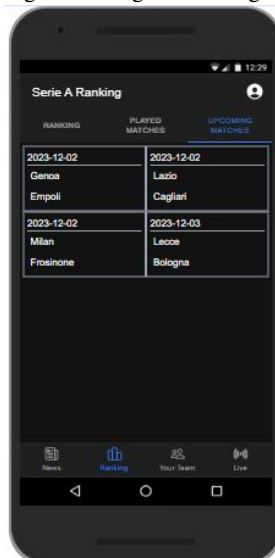 12:29
Serie A Ranking
RANKING
PLAYED
MATCHES
UPCOMING
MATCHES
2023-12-02
Genoa
Empoli
2023-12-02
Lazio
Cagliari
2023-12-02
Milan
Frosinone
2023-12-03
Lecce
Bologna
News
Ranking
Your Team
Live